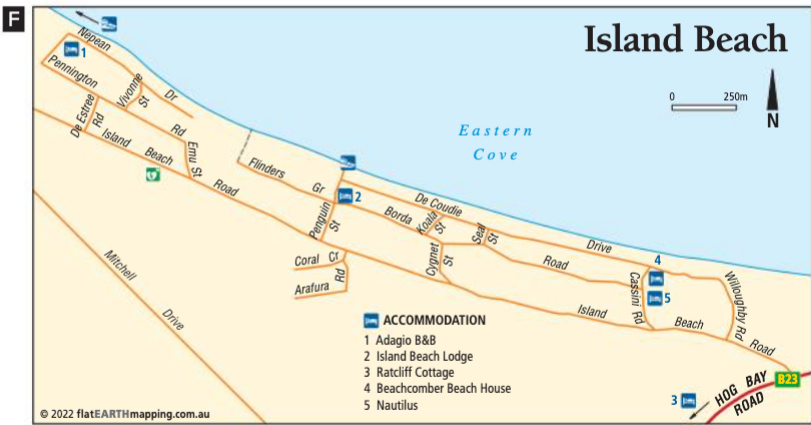 F
Island Beach
0 250m
N
Eastern
Cove
1
Nepean
Dr
Pennington
Rd
Vivonne
St
De Estree
Rd
Island Beach Road
Emu St
Flinders
Gr
2
Penguin
St
De Coudie
Drive
Borda
Road
Koala
St
Seal
St
Cygnet
St
Coral Cr
Arafura
Rd
Mitchell
Drive
4
5
Cassini Rd
Willoughby Rd
Island Beach Road
B23
HOG BAY
ROAD
3
ACCOMMODATION
1 Adagio B&B
2 Island Beach Lodge
3 Ratcliff Cottage
4 Beachcomber Beach House
5 Nautilus
© 2022 flatEARTHmapping.com.au